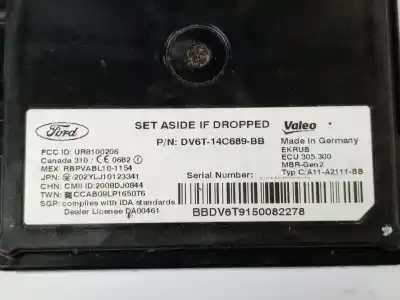 Ford
SET ASIDE IF DROPPED
Valeo
P/N: DV6T-14C689-BB
Made in Germany
FCC ID: UR8100206
EKRUB
Canada 310 / CE 0682
ECU 305.300
MEX: RBPVABL10-1154
MBR-Gen2
JPN: 202YLJ10123341
Serial Number:
Typ C/A11-A2111-BB
CHN: CMII ID:2008DJ0844
TWN: CCAB09LP1650T6
SGP: complies with IDA standards
Dealer License DA00461
BBDV6T9150082278